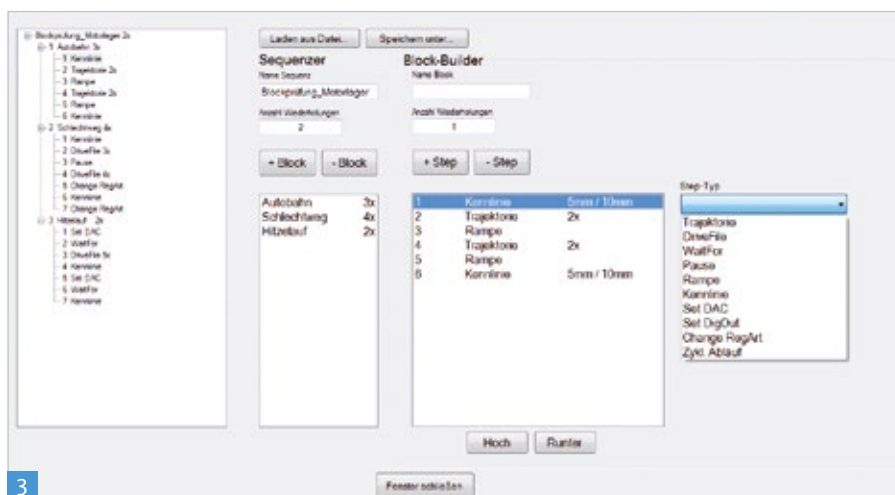 Blockprüfung_Motorlager 2x
1 Autobahn 3x
1 Kennlinie
2 Trajektorie 2x
3 Rampe
4 Trajektorie 2x
5 Rampe
6 Kennlinie
2 Schlechtweg 4x
1 Kennlinie
2 DriveFile 3x
3 Pause
4 DriveFile 4x
5 Change RegArt
6 Kennlinie
7 Change RegArt
3 Hitzelauf 2x
1 Set DAC
2 WaitFor
3 DriveFile 5x
4 Kennlinie
5 Set DAC
6 WaitFor
7 Kennlinie
Laden aus Datei... Speichern unter...
Sequenzer
Name Sequenz
Blockprüfung_Motorlager
Anzahl Wiederholungen
2
+ Block - Block
Autobahn 3x
Schlechtweg 4x
Hitzelauf 2x
Block-Builder
Name Block
Anzahl Wiederholungen
1
+ Step - Step
1 Kennlinie 5mm / 10mm
2 Trajektorie 2x
3 Rampe
4 Trajektorie 2x
5 Rampe
6 Kennlinie 5mm / 10mm
Step-Typ
Trajektorie
DriveFile
WaitFor
Pause
Rampe
Kennlinie
Set DAC
Set DigOut
Change RegArt
Zykl. Ablauf
Hoch Runter
Fenster schließen
3